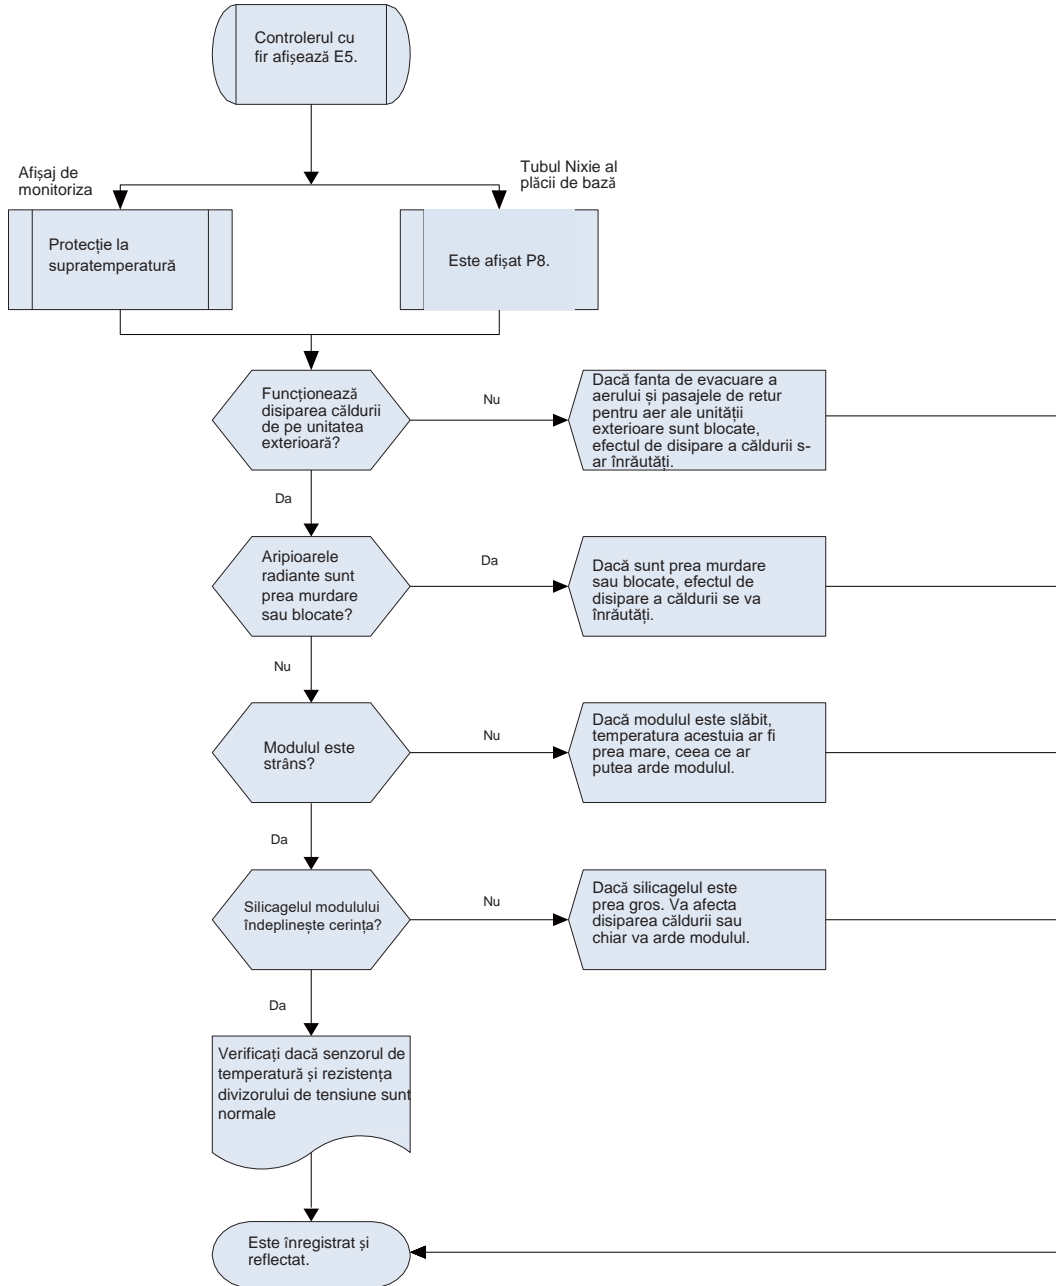 Controlerul cu
fir afișează E5.
Afișaj de
monitoriza
Tubul Nixie al
plăcii de bază
Protecție la
supratemperatură
Este afișat P8.
Funcționează
disiparea căldurii
de pe unitatea
exterioară?
Nu
Dacă fanta de evacuare a
aerului și pasajele de retur
pentru aer ale unității
exterioare sunt blocate,
efectul de disipare a căldurii s-
ar înrăutăți.
Da
Aripioarele
radiante sunt
prea murdare
sau blocate?
Da
Dacă sunt prea murdare
sau blocate, efectul de
disipare a căldurii se va
înrăutăți.
Nu
Modulul este
strâns?
Nu
Dacă modulul este slăbit,
temperatura acestuia ar fi
prea mare, ceea ce ar
putea arde modulul.
Da
Silicagelul modulului
îndeplinește cerința?
Nu
Dacă silicagelul este
prea gros. Va afecta
disiparea căldurii sau
chiar va arde modulul.
Da
Verificați dacă senzorul de
temperatură și rezistența
divizorului de tensiune sunt
normale
Este înregistrat și
reflectat.